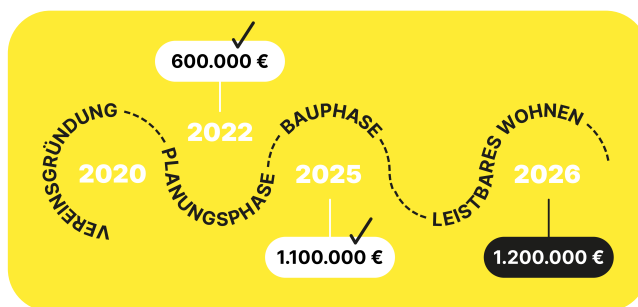 VEREINSGRÜNDUNG
2020
PLANUNGSPHASE
2022
600.000 €
BAUPHASE
2025
1.100.000 €
LEISTBARES WOHNEN
2026
1.200.000 €